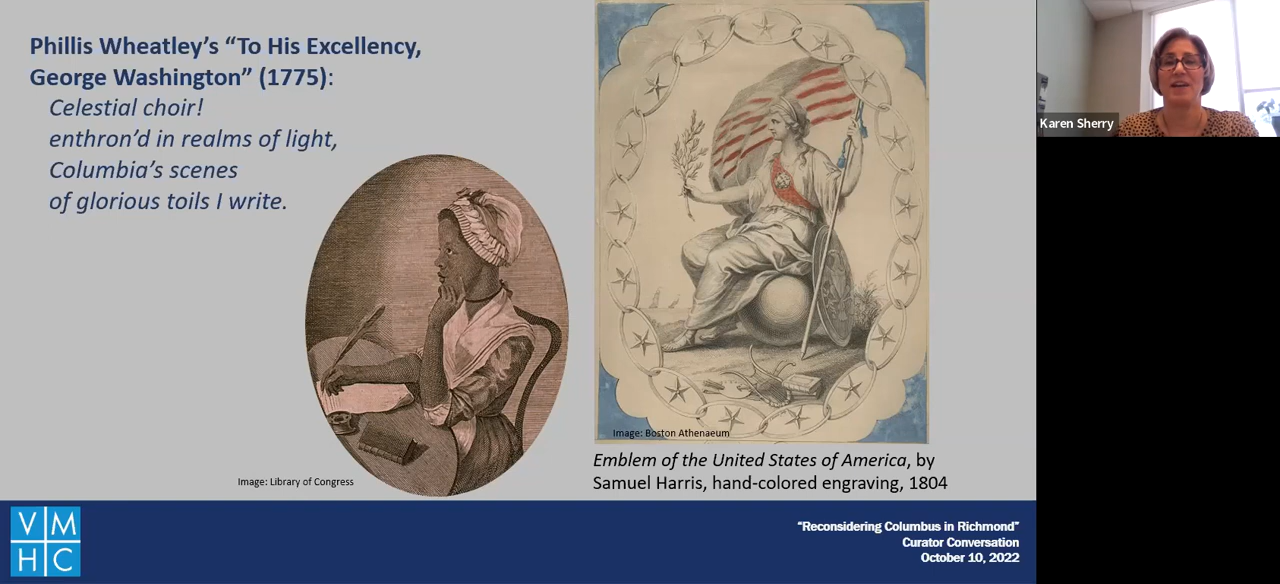 Phillis Wheatley's “To His Excellency,
George Washington” (1775):
Celestial choir!
enthron'd in realms of light,
Columbia's scenes
of glorious toils I write.
Image: Library of Congress
Image: Boston Athenaeum
Emblem of the United States of America, by
Samuel Harris, hand-colored engraving, 1804
Karen Sherry
V M
H C
“Reconsidering Columbus in Richmond”
Curator Conversation
October 10, 2022